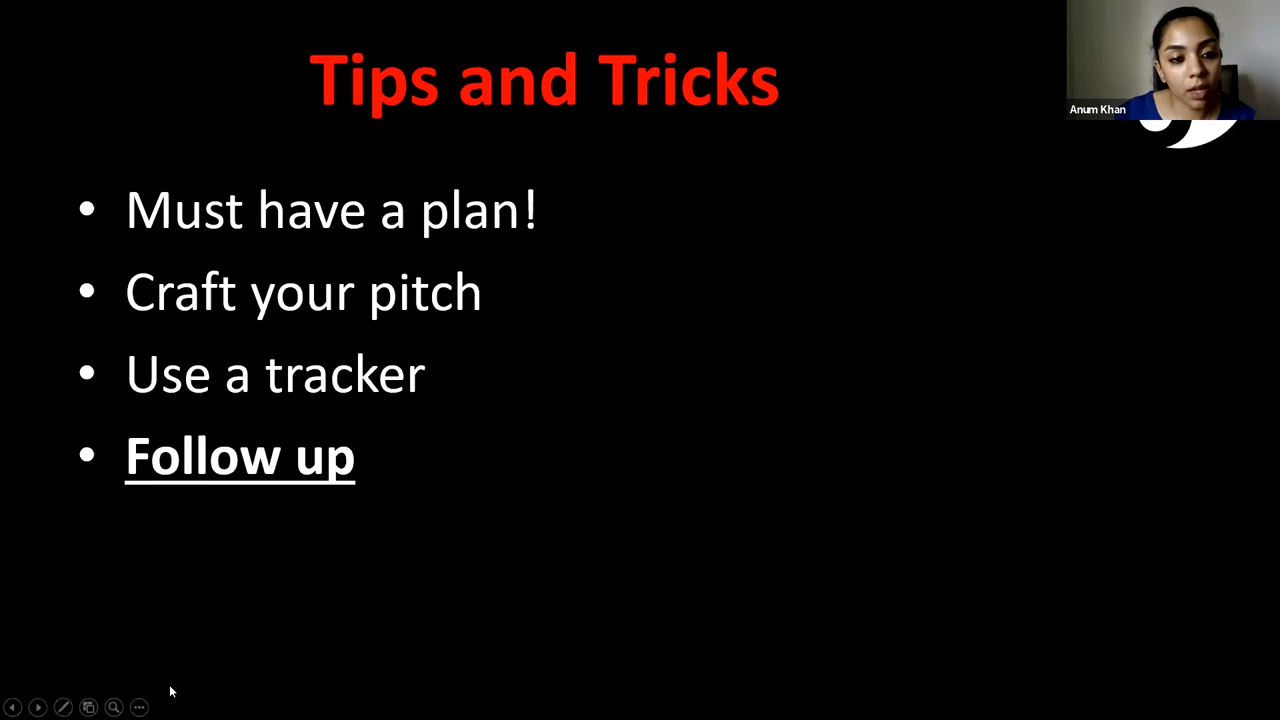 Tips and Tricks
Anum Khan
• Must have a plan!
• Craft your pitch
• Use a tracker
• Follow up